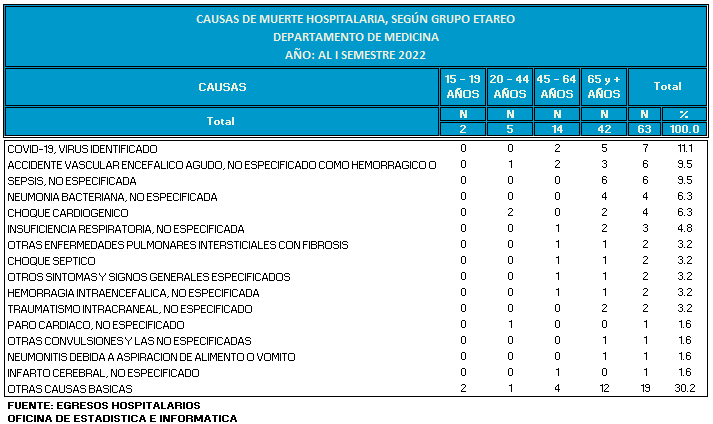 CAUSAS DE MUERTE HOSPITALARIA, SEGÚN GRUPO ETAREO
DEPARTAMENTO DE MEDICINA
AÑO: AL I SEMESTRE 2022
CAUSAS 15 – 19 AÑOS 20 – 44 AÑOS 45 – 64 AÑOS 65 y + AÑOS Total
Total N N N N N %
2 5 14 42 63 100.0
COVID-19, VIRUS IDENTIFICADO 0 0 2 5 7 11.1
ACCIDENTE VASCULAR ENCEFALICO AGUDO, NO ESPECIFICADO COMO HEMORRAGICO O 0 1 2 3 6 9.5
SEPSIS, NO ESPECIFICADA 0 0 0 6 6 9.5
NEUMONIA BACTERIANA, NO ESPECIFICADA 0 0 0 4 4 6.3
CHOQUE CARDIOGENICO 0 2 0 2 4 6.3
INSUFICIENCIA RESPIRATORIA, NO ESPECIFICADA 0 0 1 2 3 4.8
OTRAS ENFERMEDADES PULMONARES INTERSTICIALES CON FIBROSIS 0 0 1 1 2 3.2
CHOQUE SEPTICO 0 0 1 1 2 3.2
OTROS SINTOMAS Y SIGNOS GENERALES ESPECIFICADOS 0 0 1 1 2 3.2
HEMORRAGIA INTRAENCEFALICA, NO ESPECIFICADA 0 0 1 1 2 3.2
TRAUMATISMO INTRACRANEAL, NO ESPECIFICADO 0 0 0 2 2 3.2
PARO CARDIACO, NO ESPECIFICADO 0 1 0 0 1 1.6
OTRAS CONVULSIONES Y LAS NO ESPECIFICADAS 0 0 0 1 1 1.6
NEUMONITIS DEBIDA A ASPIRACION DE ALIMENTO O VOMITO 0 0 0 1 1 1.6
INFARTO CEREBRAL, NO ESPECIFICADO 0 0 1 0 1 1.6
OTRAS CAUSAS BASICAS 2 1 4 12 19 30.2
FUENTE: EGRESOS HOSPITALARIOS
OFICINA DE ESTADISTICA E INFORMATICA